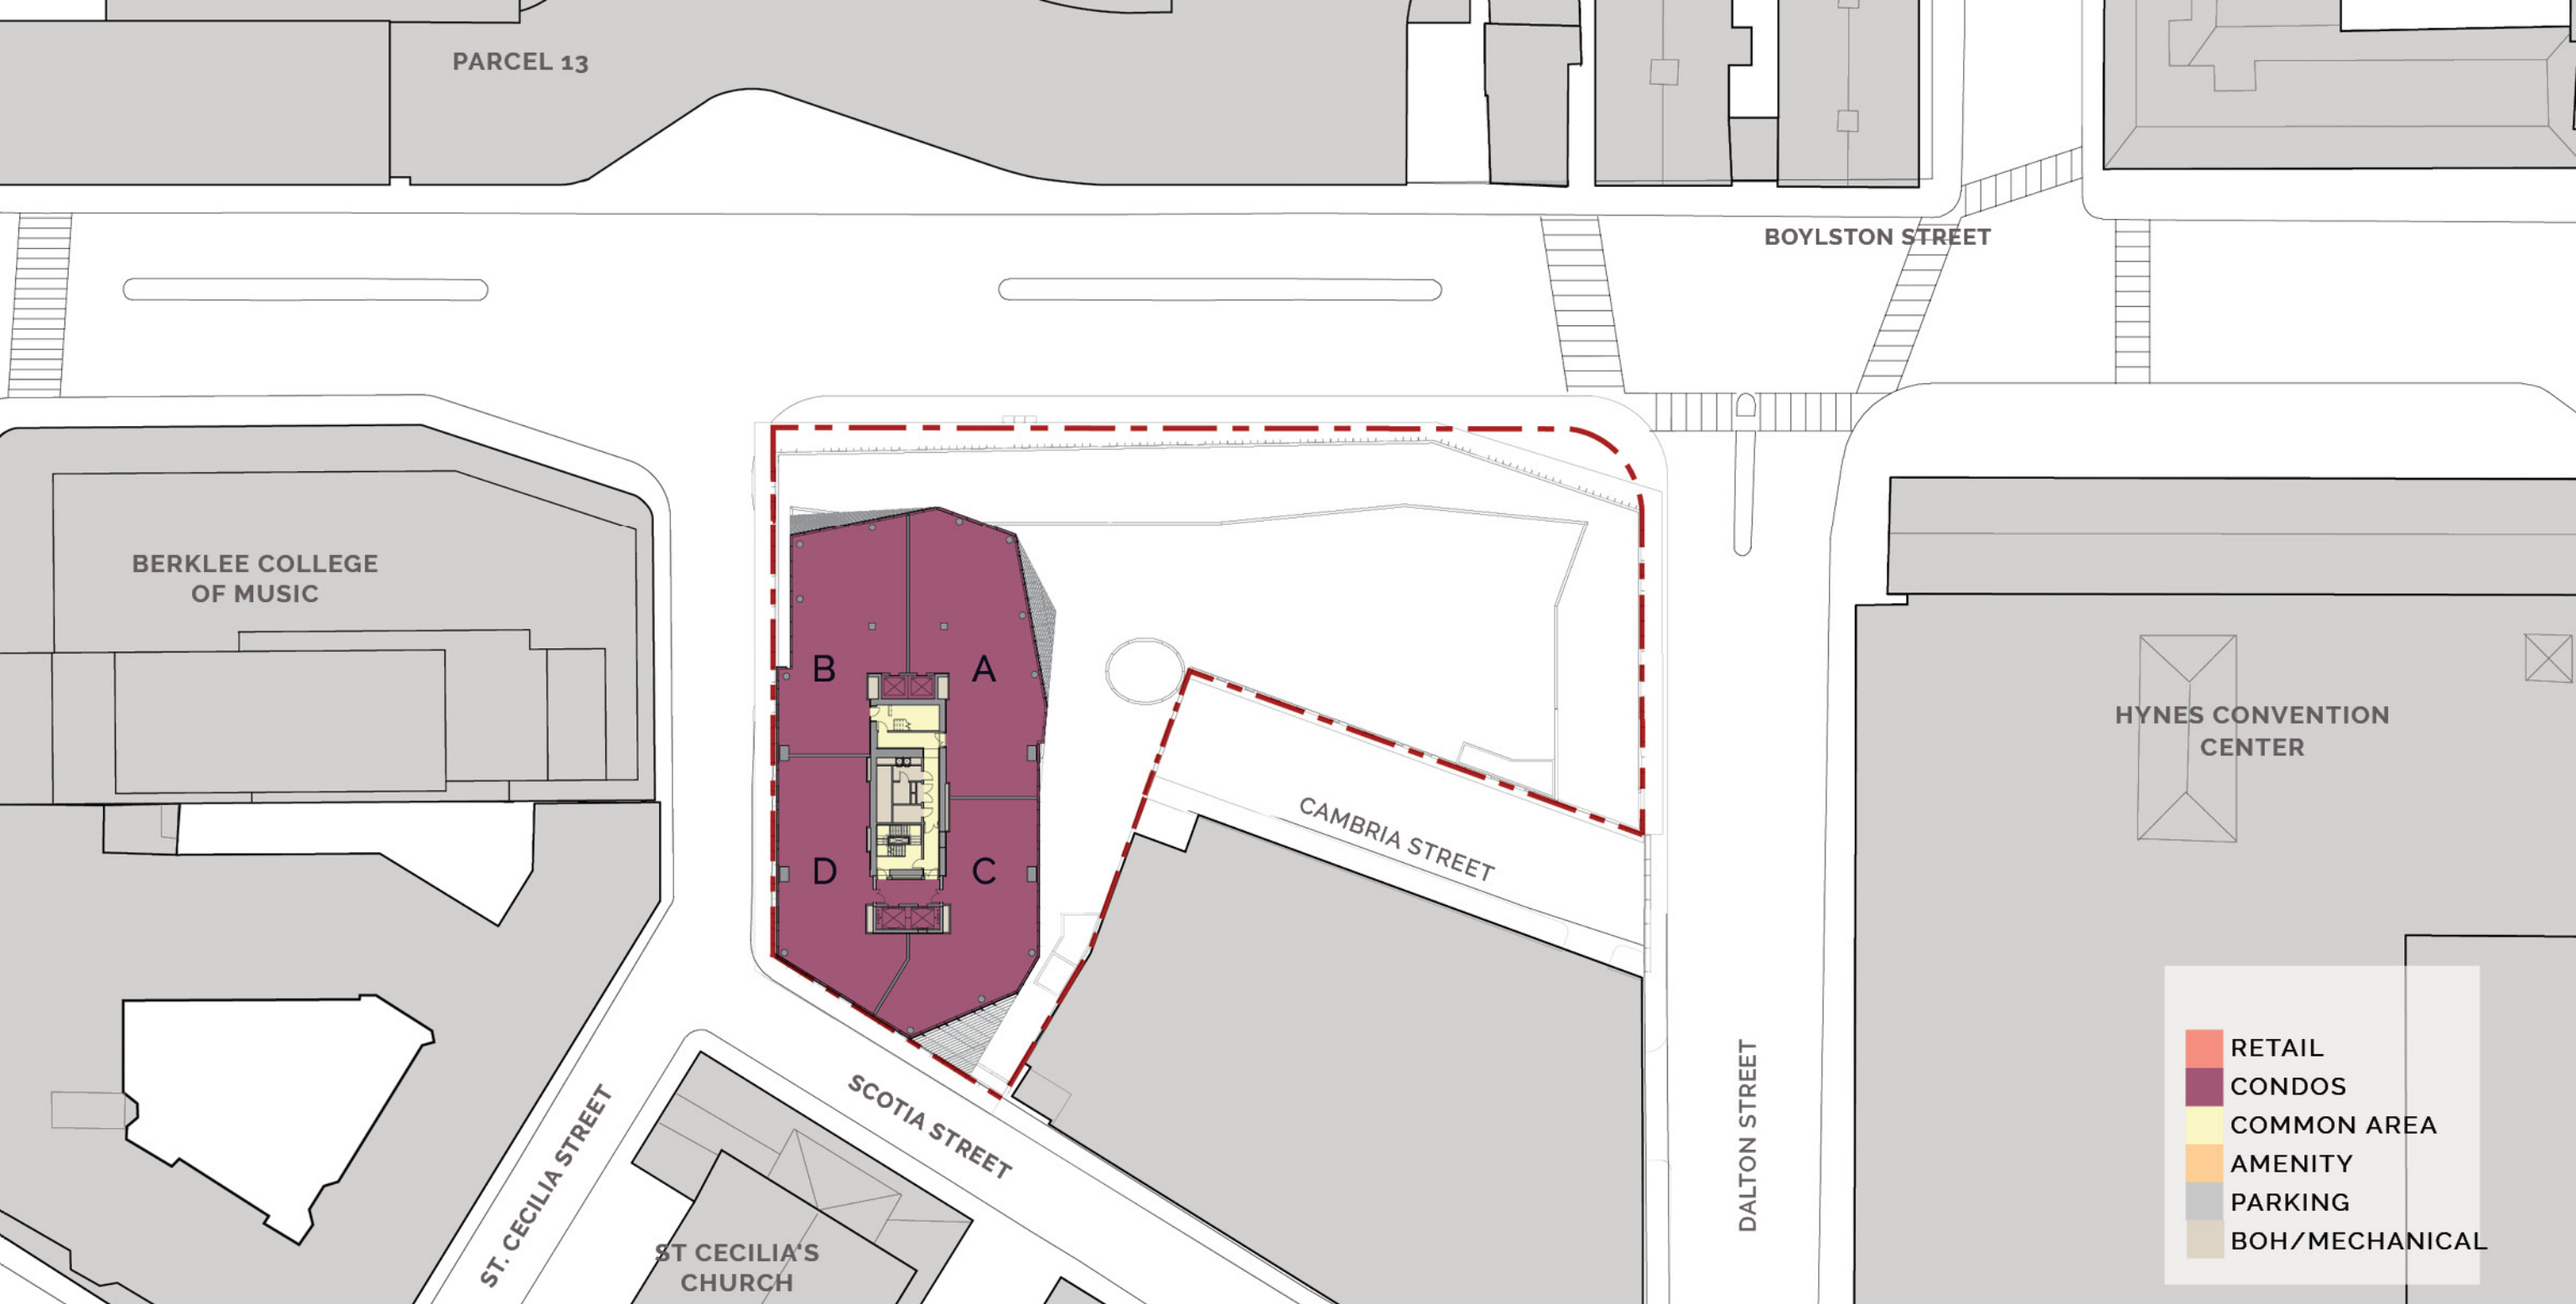 PARCEL 13
BOYLSTON STREET
BERKLEE COLLEGE
OF MUSIC
B
A
D
C
HYNES CONVENTION
CENTER
CAMBRIA STREET
SCOTIA STREET
ST. CECILIA STREET
DALTON STREET
ST CECILIA'S
CHURCH
RETAIL
CONDOS
COMMON AREA
AMENITY
PARKING
BOH/MECHANICAL